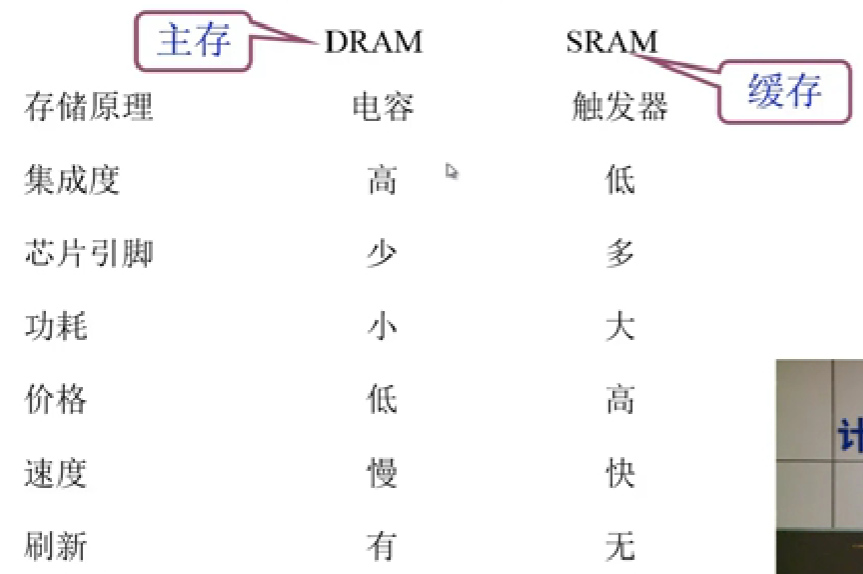 主存 DRAM SRAM
缓存
存储原理 电容 触发器
集成度 高 低
芯片引脚 少 多
功耗 小 大
价格 低 高
速度 慢 快
刷新 有 无